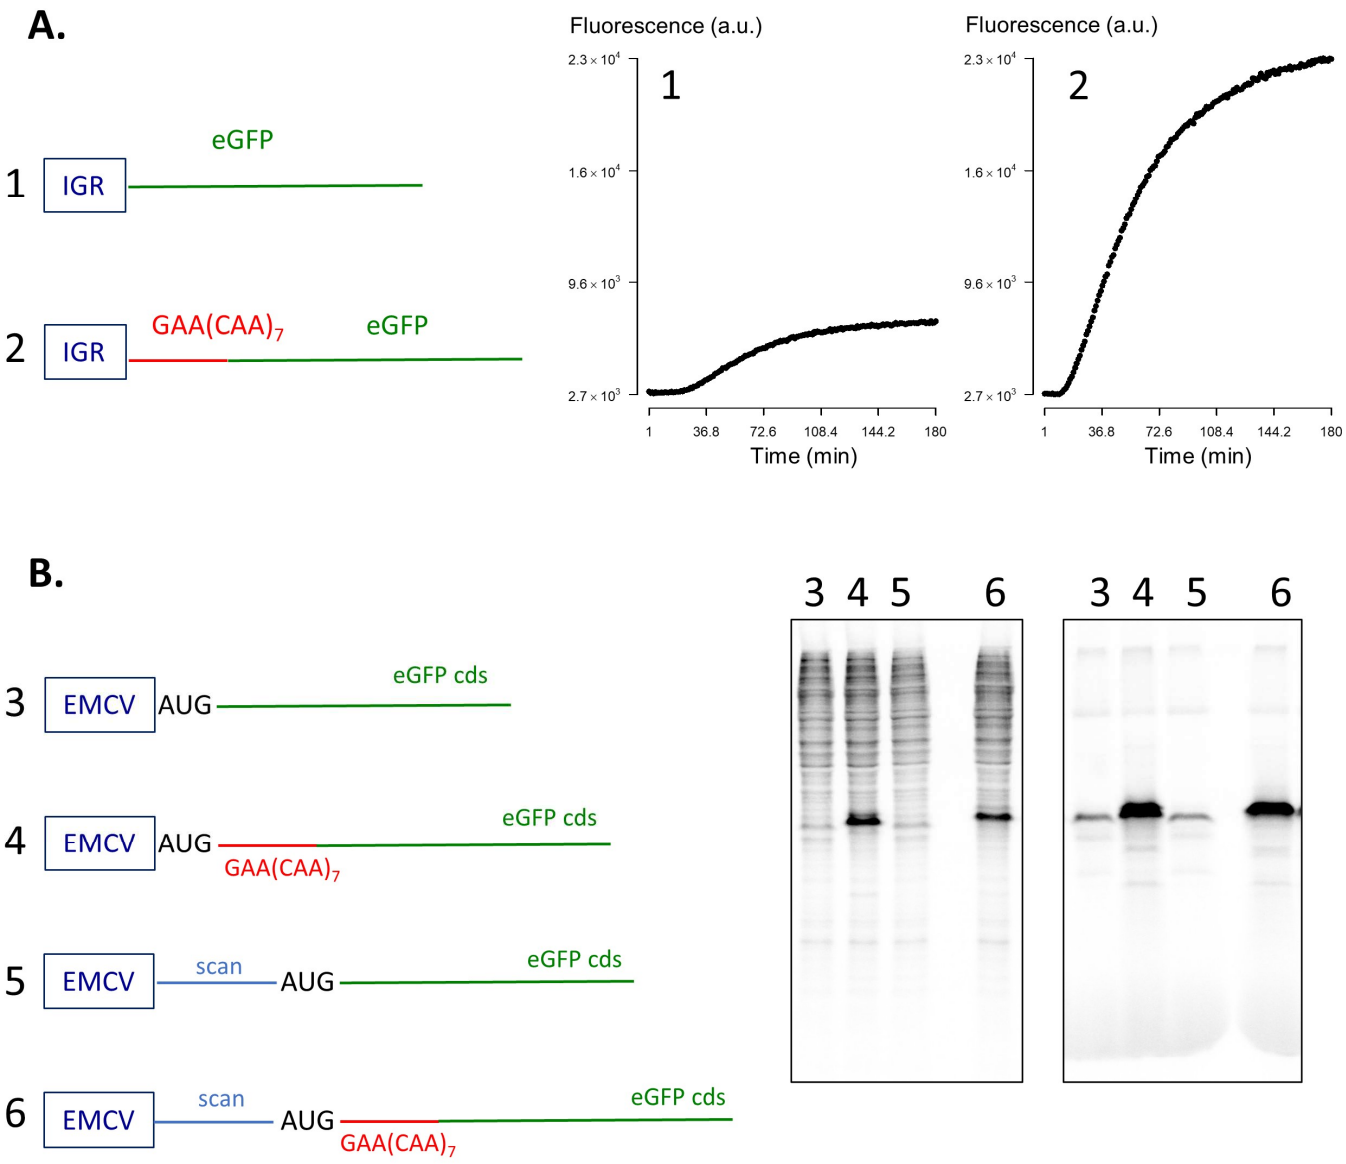 A.
Fluorescence (a.u.)
Fluorescence (a.u.)
2.3 × 10⁴
1.6 × 10⁴
9.6 × 10³
2.7 × 10³
1
1 36.8 72.6 108.4 144.2 180
Time (min)
2.3 × 10⁴
1.6 × 10⁴
9.6 × 10³
2.7 × 10³
2
1 36.8 72.6 108.4 144.2 180
Time (min)
eGFP
1 IGR
GAA(CAA)₇ eGFP
2 IGR
B.
3 4 5 6
3 4 5 6
eGFP cds
3 EMCV AUG
eGFP cds
4 EMCV AUG
GAA(CAA)₇
scan eGFP cds
5 EMCV AUG
scan eGFP cds
6 EMCV AUG
GAA(CAA)₇